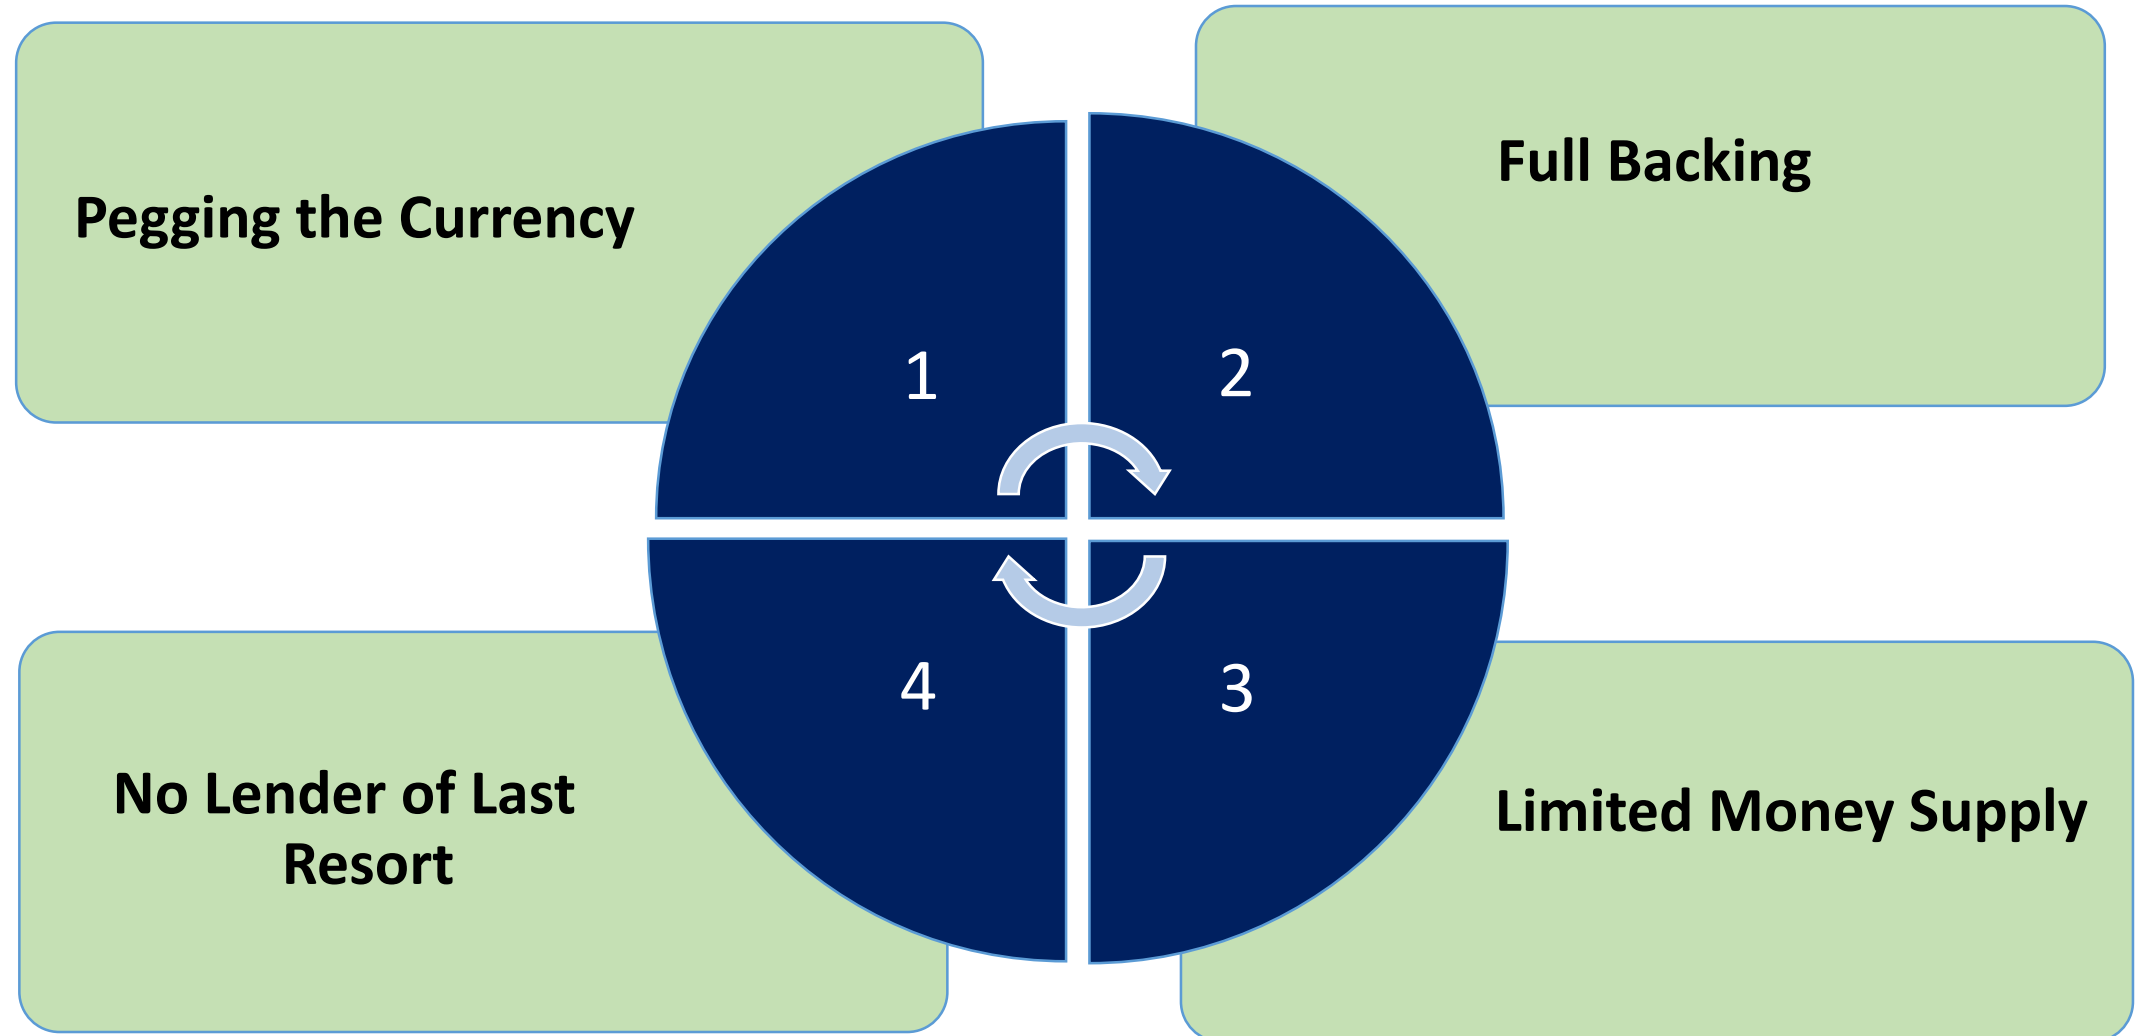 Pegging the Currency
1
Full Backing
2
Limited Money Supply
3
No Lender of Last
Resort
4